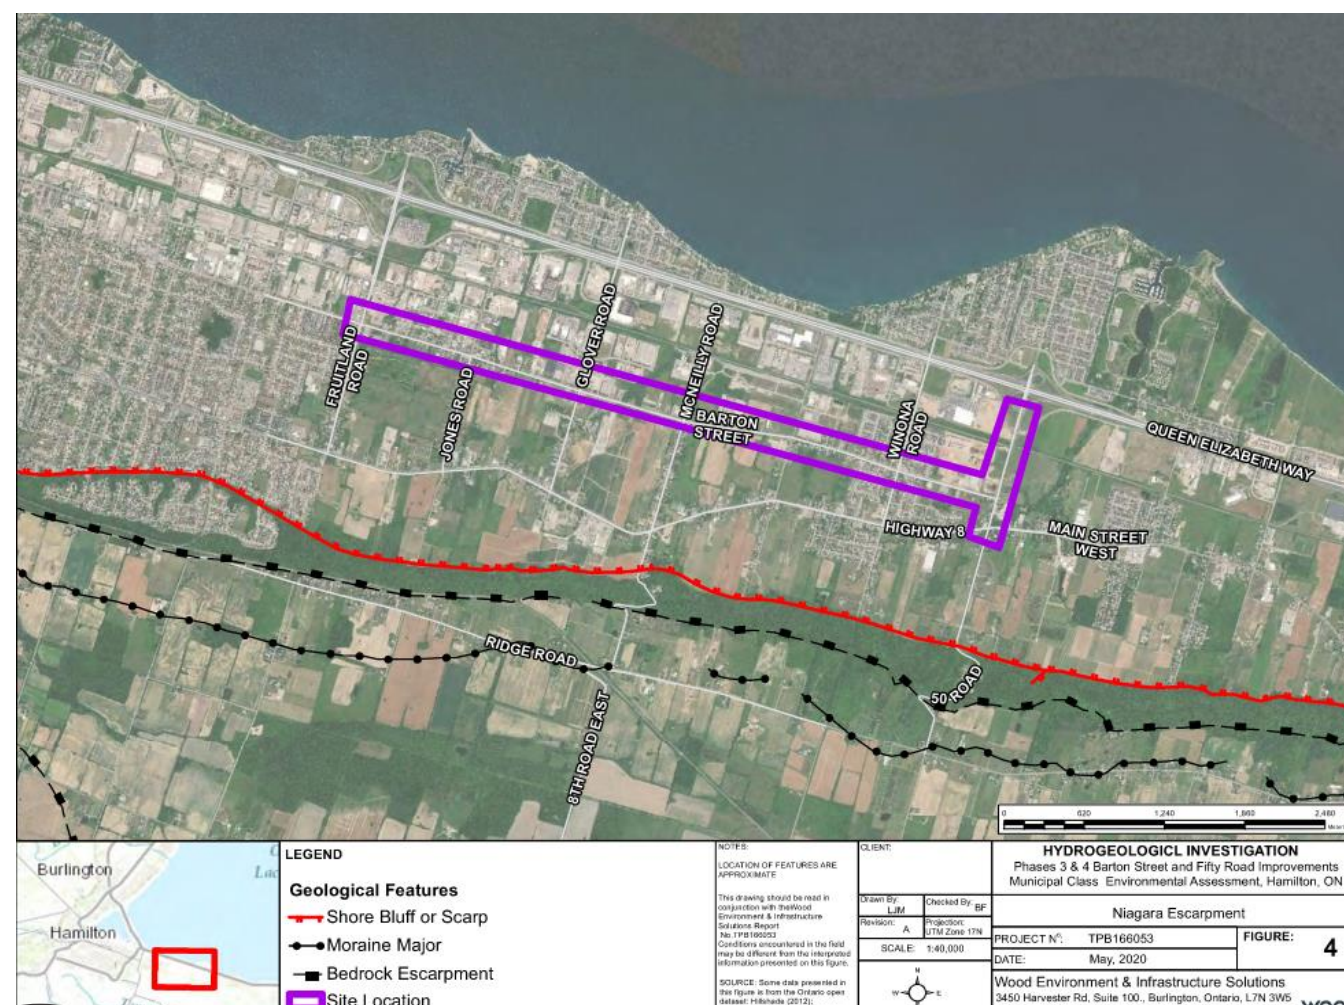 FRUITLAND
ROAD
JONES ROAD
GLOVER ROAD
MCNEILLY ROAD
BARTON
STREET
WINONA
ROAD
QUEEN ELIZABETH WAY
HIGHWAY 8
MAIN STREET
WEST
RIDGE ROAD
50 ROAD
8TH ROAD EAST
0 620 1,240 1,860 2,480
Burlington
Hamilton
LEGEND
Geological Features
Shore Bluff or Scarp
Moraine Major
Bedrock Escarpment
Site Location
NOTES:
LOCATION OF FEATURES ARE
APPROXIMATE
This drawing should be read in
conjunction with theWood
Environment & Infrastructure
Solutions Report
No.TPB166053
Conditions encountered in the field
may be different from the interpreted
information presented on this figure.
SOURCE: Some data presented in
this figure is from the Ontario open
dataset: Hillshade (2012);
CLIENT:
Drawn By:
LJM
Checked By:
BF
Revision: A
Projection:
UTM Zone 17N
SCALE: 1:40,000
N
W E
HYDROGEOLOGICL INVESTIGATION
Phases 3 & 4 Barton Street and Fifty Road Improvements
Municipal Class Environmental Assessment, Hamilton, ON
Niagara Escarpment
PROJECT Nº: TPB166053
FIGURE: 4
DATE: May, 2020
Wood Environment & Infrastructure Solutions
3450 Harvester Rd, Suite 100., Burlington, Ontario, L7N 3W5